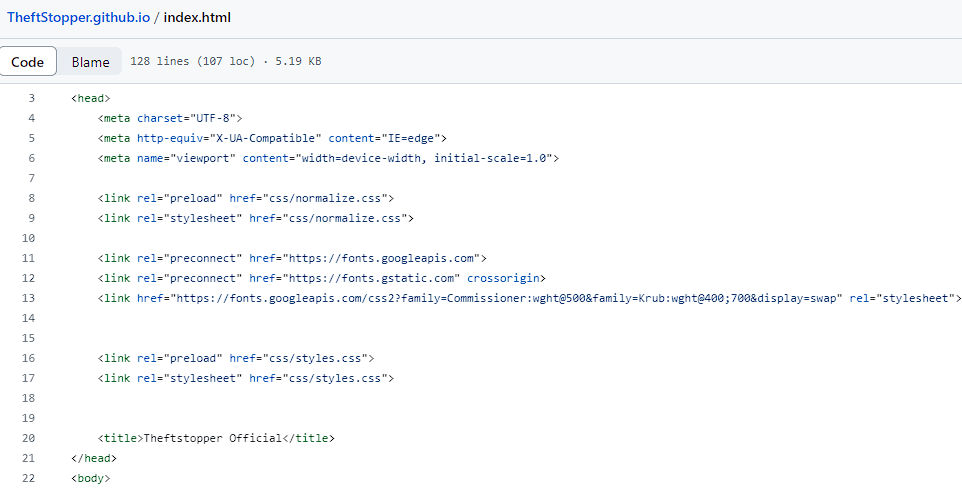 TheftStopper.github.io / index.html
Code Blame 128 lines (107 loc) · 5.19 KB
3 <head>
4 <meta charset="UTF-8">
5 <meta http-equiv="X-UA-Compatible" content="IE=edge">
6 <meta name="viewport" content="width=device-width, initial-scale=1.0">
7
8 <link rel="preload" href="css/normalize.css">
9 <link rel="stylesheet" href="css/normalize.css">
10
11 <link rel="preconnect" href="https://fonts.googleapis.com">
12 <link rel="preconnect" href="https://fonts.gstatic.com" crossorigin>
13 <link href="https://fonts.googleapis.com/css2?family=Commissioner:wght@500&family=Krub:wght@400;700&display=swap" rel="stylesheet">
14
15
16 <link rel="preload" href="css/styles.css">
17 <link rel="stylesheet" href="css/styles.css">
18
19
20 <title>Theftstopper Official</title>
21 </head>
22 <body>